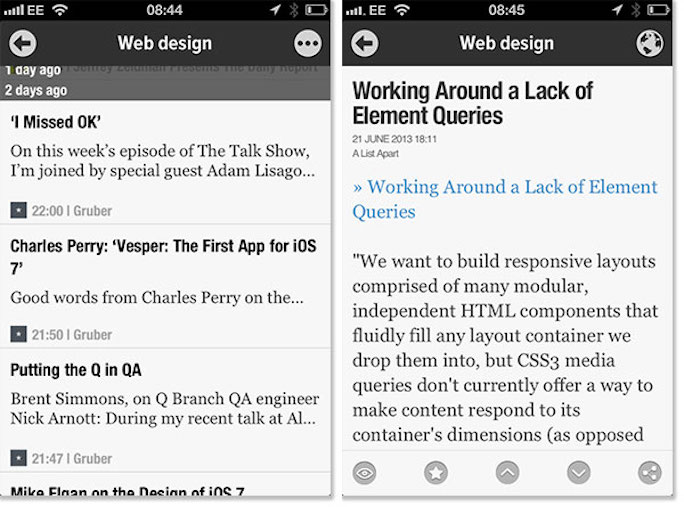 EE 08:44
Web design
Jeffrey Zeldman Presents The Daily Report
1 day ago
2 days ago
‘I Missed OK’
On this week’s episode of The Talk Show,
I’m joined by special guest Adam Lisago...
22:00 | Gruber
Charles Perry: ‘Vesper: The First App for iOS
7’
Good words from Charles Perry on the...
21:50 | Gruber
Putting the Q in QA
Brent Simmons, on Q Branch QA engineer
Nick Arnott: During my recent talk at Al...
21:47 | Gruber
Mike Elgan on the Design of iOS 7
EE 08:45
Web design
Working Around a Lack of
Element Queries
21 JUNE 2013 18:11
A List Apart
» Working Around a Lack of Element
Queries
"We want to build responsive layouts
comprised of many modular,
independent HTML components that
fluidly fill any layout container we
drop them into, but CSS3 media
queries don't currently offer a way to
make content respond to its
container's dimensions (as opposed